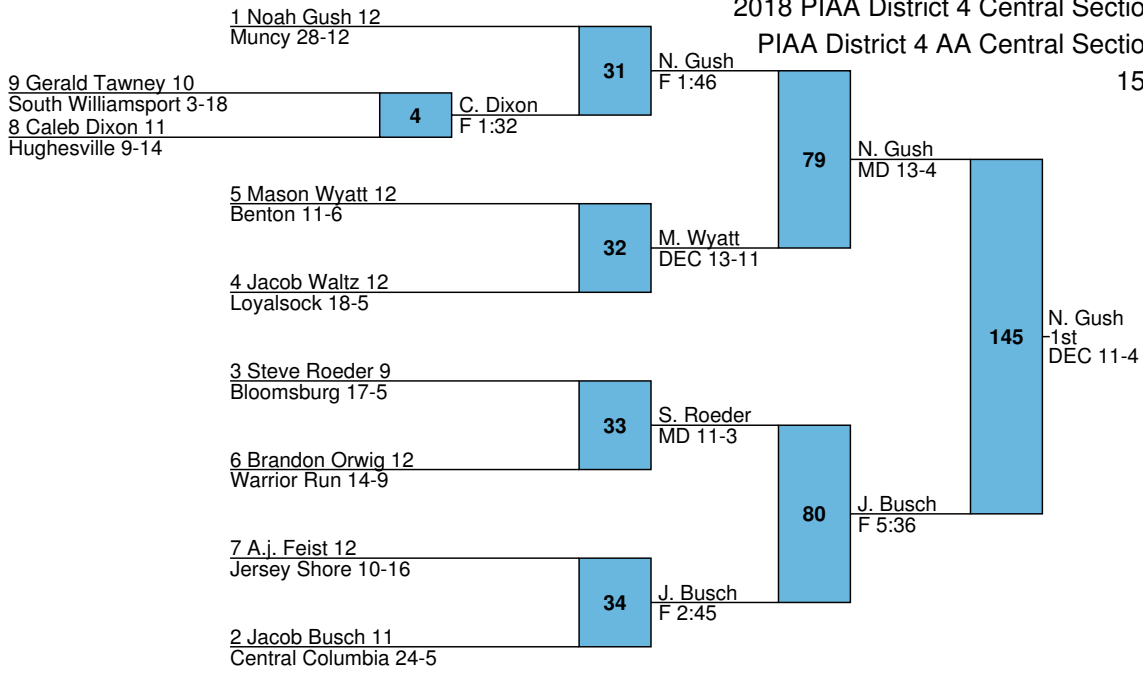 2018 PIAA District 4 Central Sectio
PIAA District 4 AA Central Sectio
15
1 Noah Gush 12
Muncy 28-12
9 Gerald Tawney 10
South Williamsport 3-18
8 Caleb Dixon 11
Hughesville 9-14
4
C. Dixon
F 1:32
31
N. Gush
F 1:46
5 Mason Wyatt 12
Benton 11-6
4 Jacob Waltz 12
Loyalsock 18-5
32
M. Wyatt
DEC 13-11
79
N. Gush
MD 13-4
3 Steve Roeder 9
Bloomsburg 17-5
6 Brandon Orwig 12
Warrior Run 14-9
33
S. Roeder
MD 11-3
7 A.j. Feist 12
Jersey Shore 10-16
2 Jacob Busch 11
Central Columbia 24-5
34
J. Busch
F 2:45
80
J. Busch
F 5:36
145
N. Gush
1st
DEC 11-4